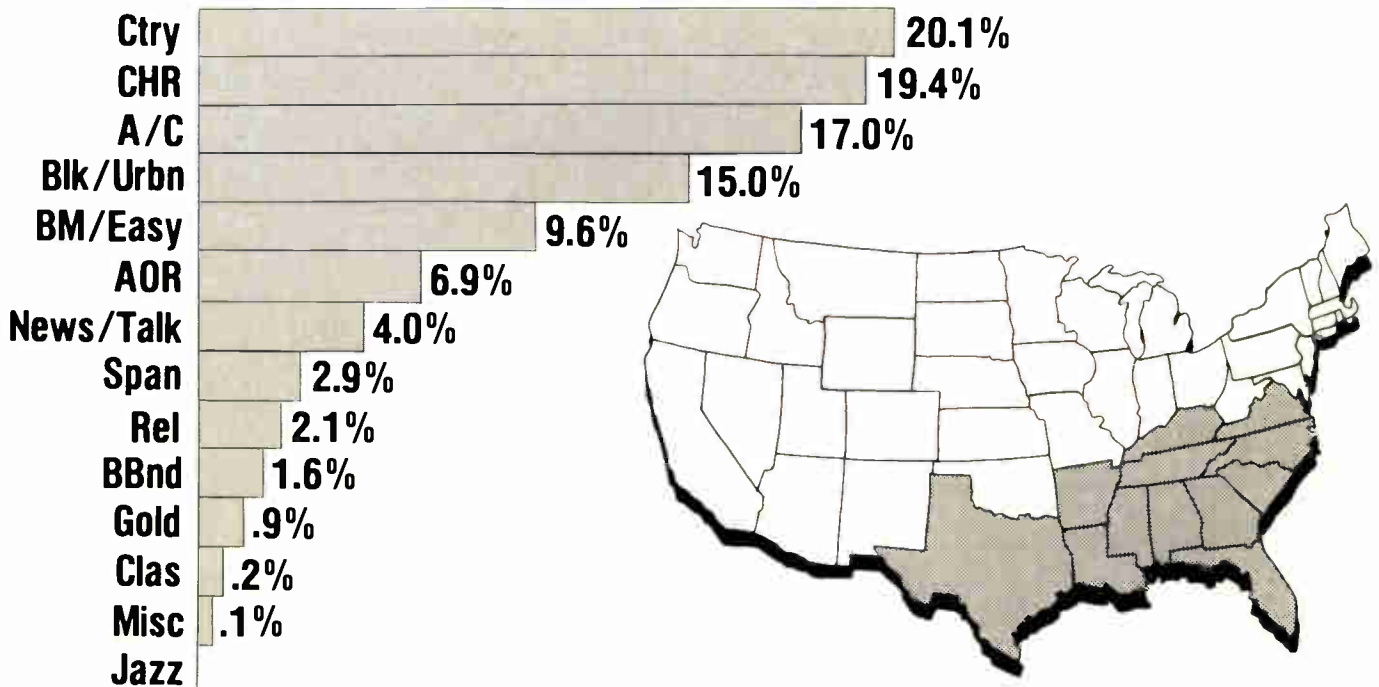 Ctry 20.1%
CHR 19.4%
A/C 17.0%
Blk/Urbn 15.0%
BM/Easy 9.6%
AOR 6.9%
News/Talk 4.0%
Span 2.9%
Rel 2.1%
BBnd 1.6%
Gold .9%
Clas .2%
Misc .1%
Jazz